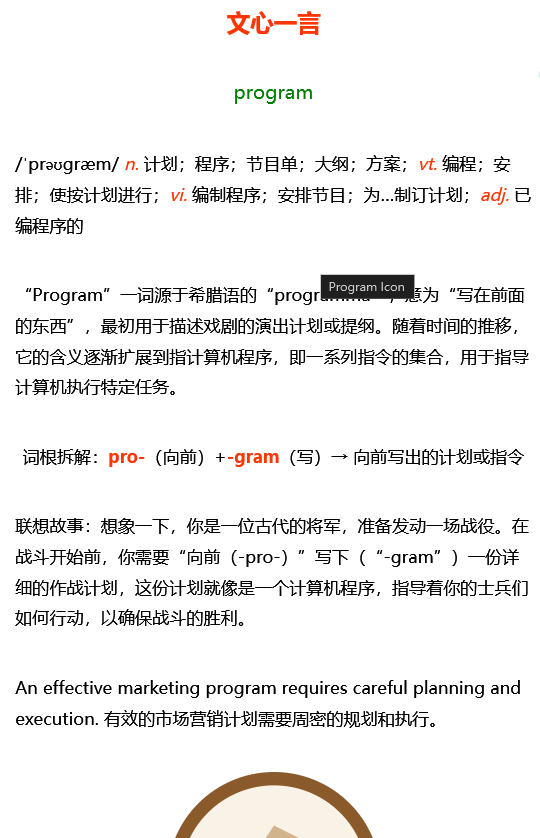 文心一言
program
/ˈprəʊɡræm/ n. 计划；程序；节目单；大纲；方案；vt. 编程；安
排；使按计划进行；vi. 编制程序；安排节目；为...制订计划；adj. 已
编程序的
“Program”一词源于希腊语的“programma”，意为“写在前面
Program Icon
的东西”，最初用于描述戏剧的演出计划或提纲。随着时间的推移，
它的含义逐渐扩展到指计算机程序，即一系列指令的集合，用于指导
计算机执行特定任务。
词根拆解：pro-（向前）+-gram（写）→ 向前写出的计划或指令
联想故事：想象一下，你是一位古代的将军，准备发动一场战役。在
战斗开始前，你需要“向前（-pro-）”写下（“-gram”）一份详
细的作战计划，这份计划就像是一个计算机程序，指导着你的士兵们
如何行动，以确保战斗的胜利。
An effective marketing program requires careful planning and
execution. 有效的市场营销计划需要周密的规划和执行。